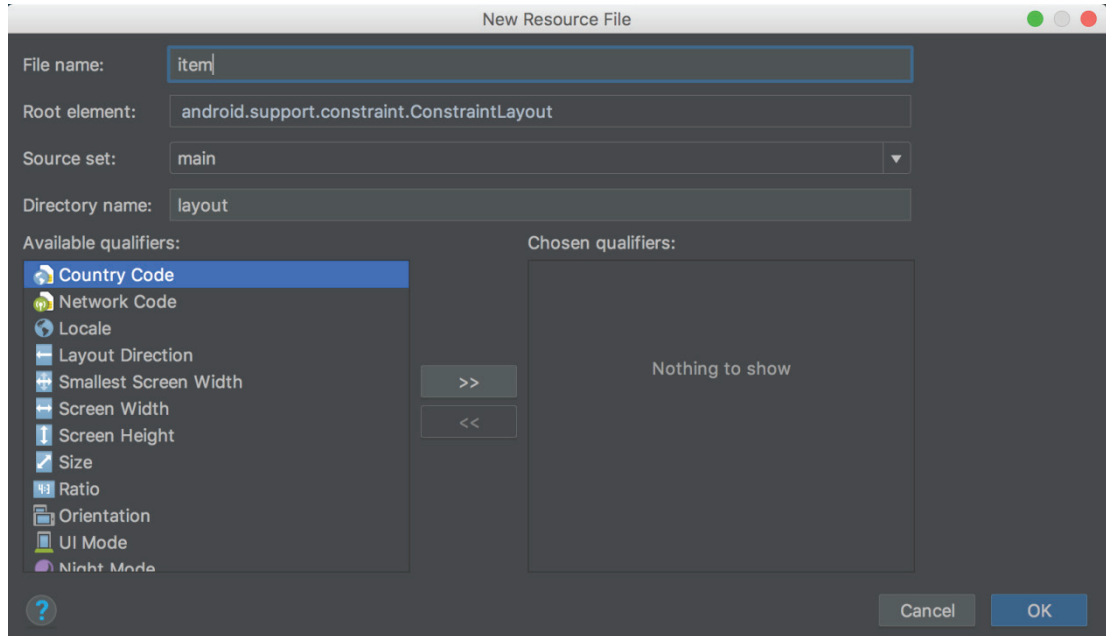 New Resource File
File name: item
Root element: android.support.constraint.ConstraintLayout
Source set: main
Directory name: layout
Available qualifiers:
Chosen qualifiers:
Country Code
Network Code
Locale
Layout Direction
Smallest Screen Width
Screen Width
Screen Height
Size
Ratio
Orientation
UI Mode
Night Mode
>>
<<
Nothing to show
?
Cancel
OK